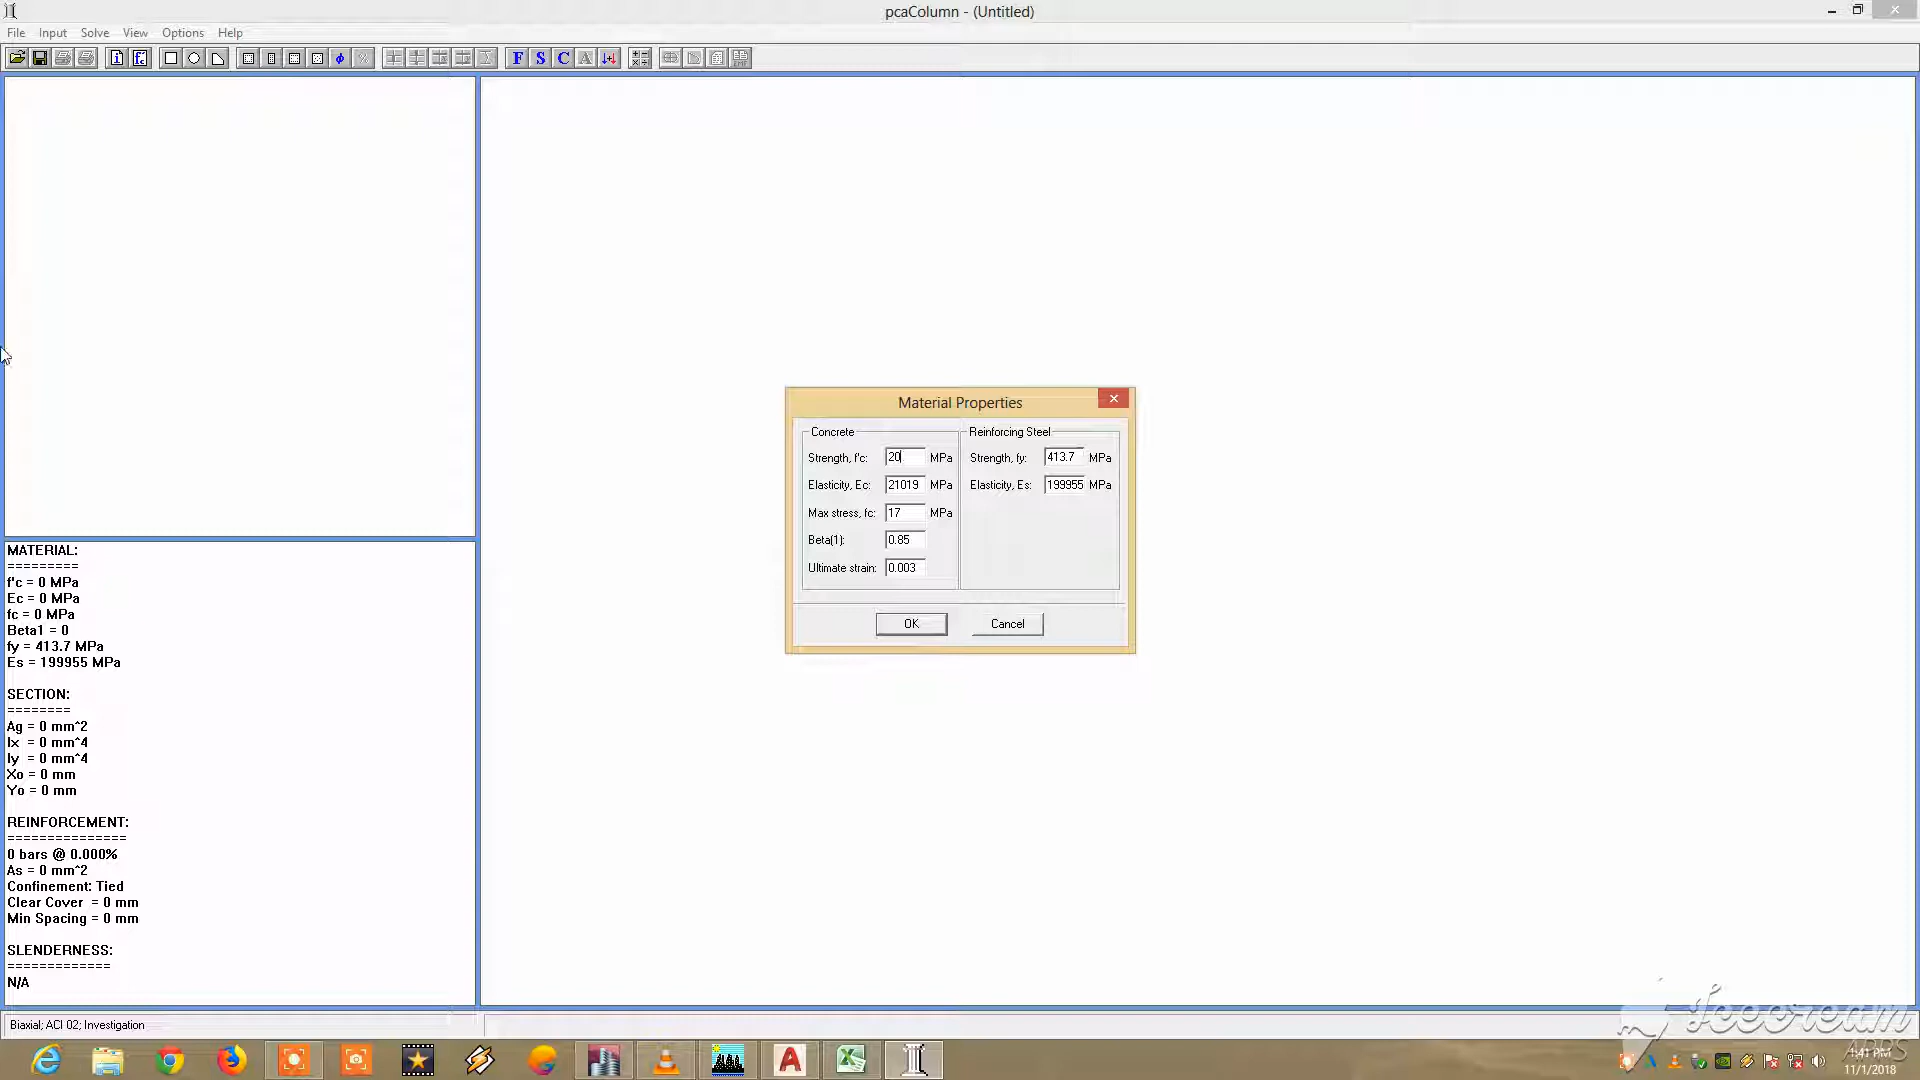 pcaColumn - (Untitled)
File Input Solve View Options Help
F S C A
Material Properties
Concrete
Reinforcing Steel
Strength, f'c: 20 MPa
Strength, fy: 413.7 MPa
Elasticity, Ec: 21019 MPa
Elasticity, Es: 199955 MPa
Max stress, fc: 17 MPa
Beta(1): 0.85
Ultimate strain: 0.003
OK
Cancel
MATERIAL:
=========
f'c = 0 MPa
Ec = 0 MPa
fc = 0 MPa
Beta1 = 0
fy = 413.7 MPa
Es = 199955 MPa
SECTION:
========
Ag = 0 mm^2
Ix = 0 mm^4
Iy = 0 mm^4
Xo = 0 mm
Yo = 0 mm
REINFORCEMENT:
===============
0 bars @ 0.000%
As = 0 mm^2
Confinement: Tied
Clear Cover = 0 mm
Min Spacing = 0 mm
SLENDERNESS:
=============
N/A
Biaxial; ACI 02; Investigation
Icecream
APPS
1:41 PM
11/1/2018